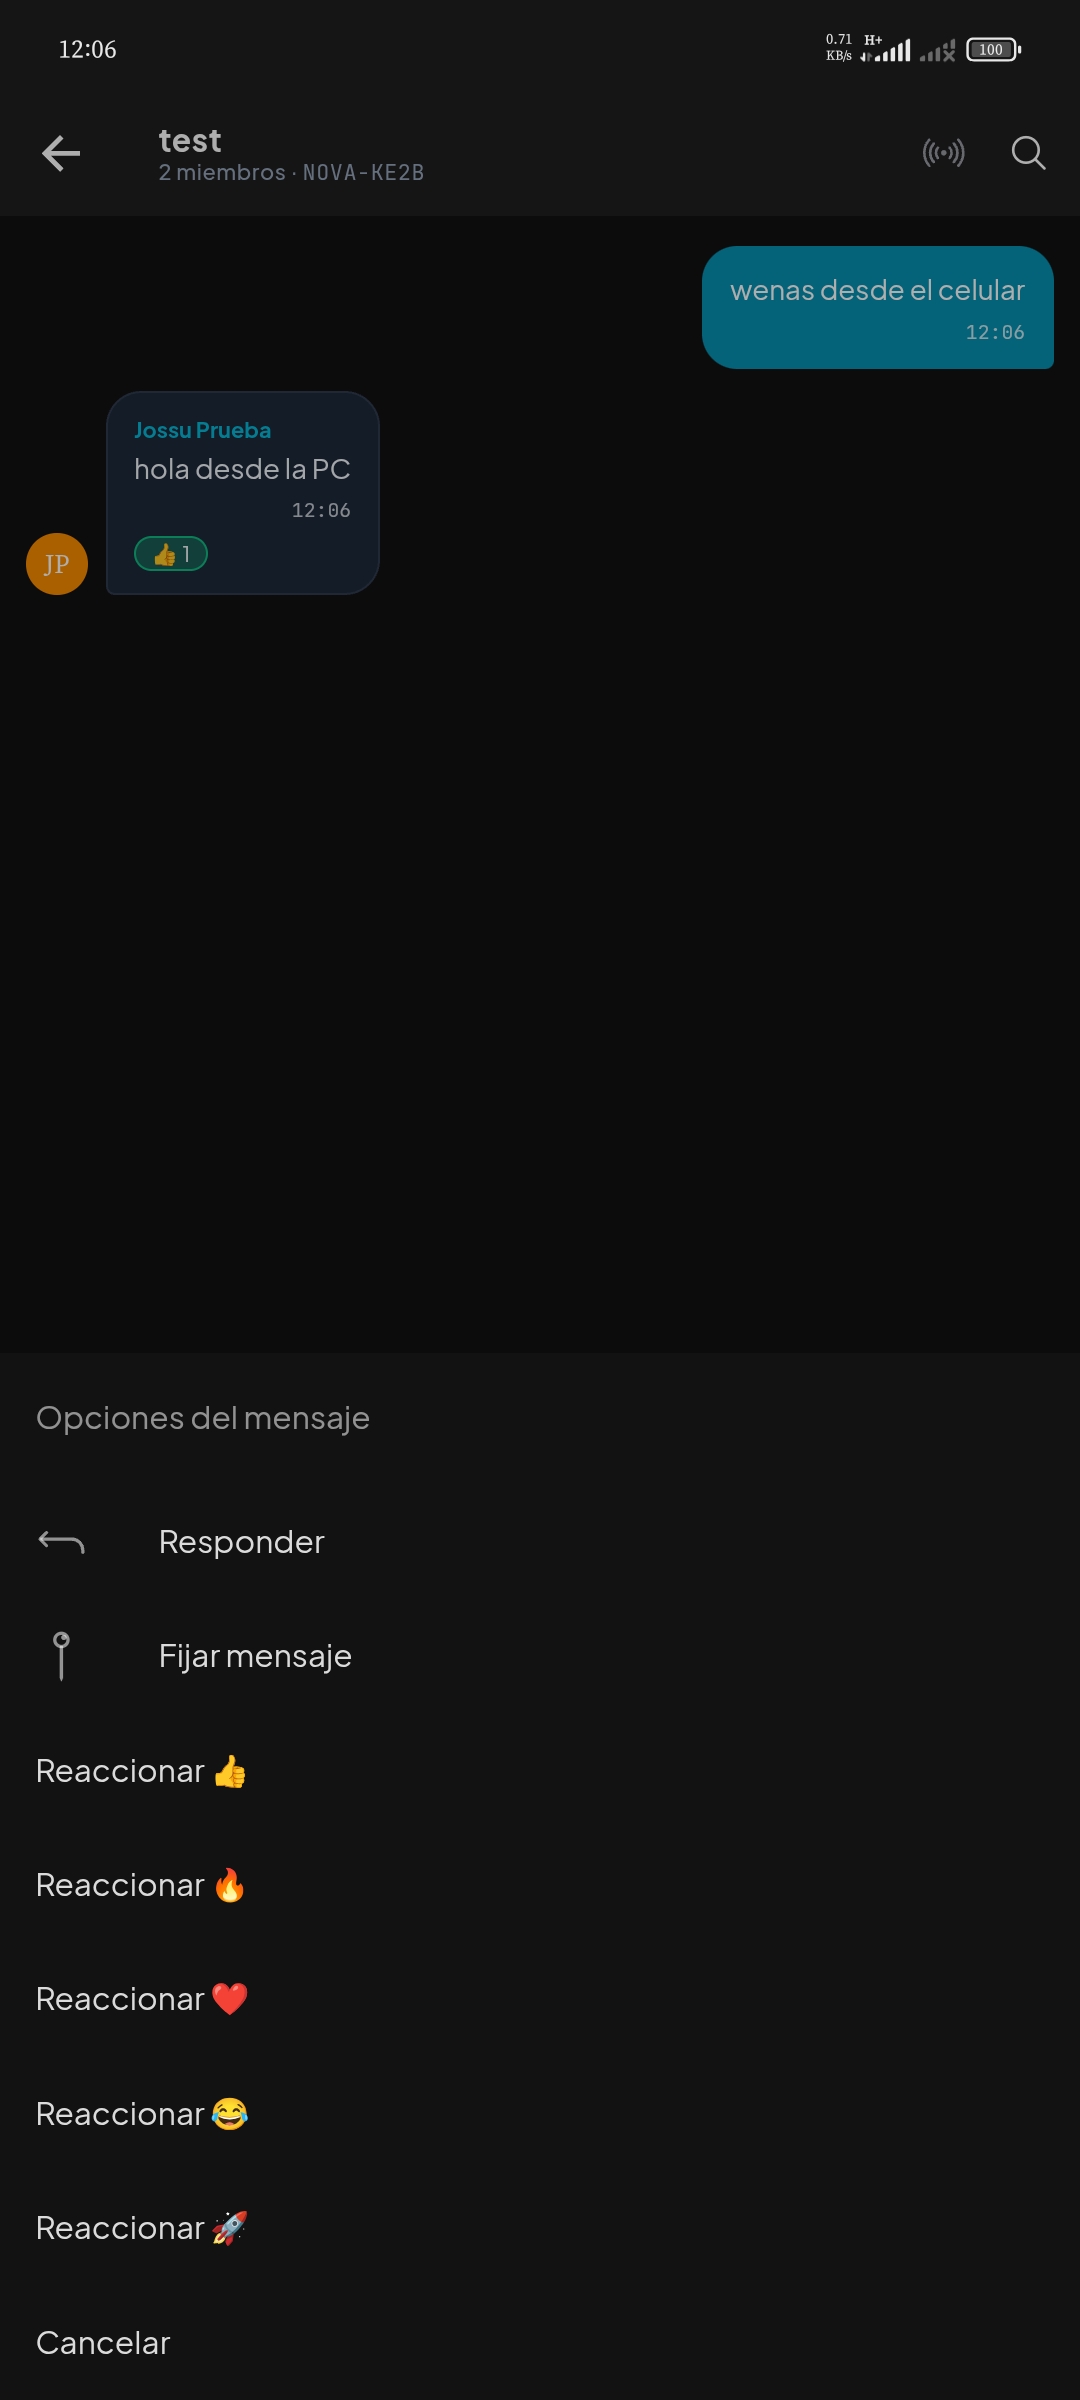 12:06
0.71 KB/s
H+
100
test
2 miembros · NOVA-KE2B
wenas desde el celular
12:06
Jossu Prueba
hola desde la PC
12:06
👍 1
JP
Opciones del mensaje
Responder
Fijar mensaje
Reaccionar 👍
Reaccionar 🔥
Reaccionar ❤️
Reaccionar 😂
Reaccionar 🚀
Cancelar